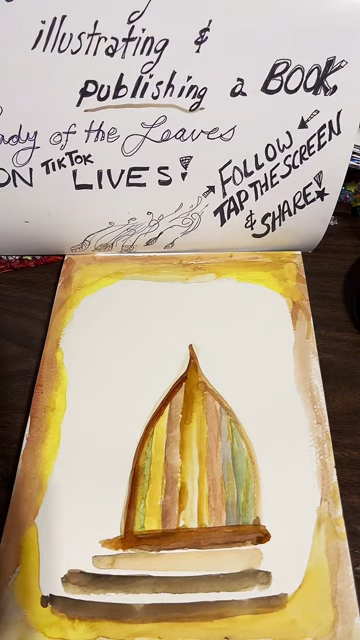 illustrating &
publishing a BOOK,
ady of the Leaves
ON TIKTOK LIVES!
FOLLOW
TAP THE SCREEN
& SHARE!